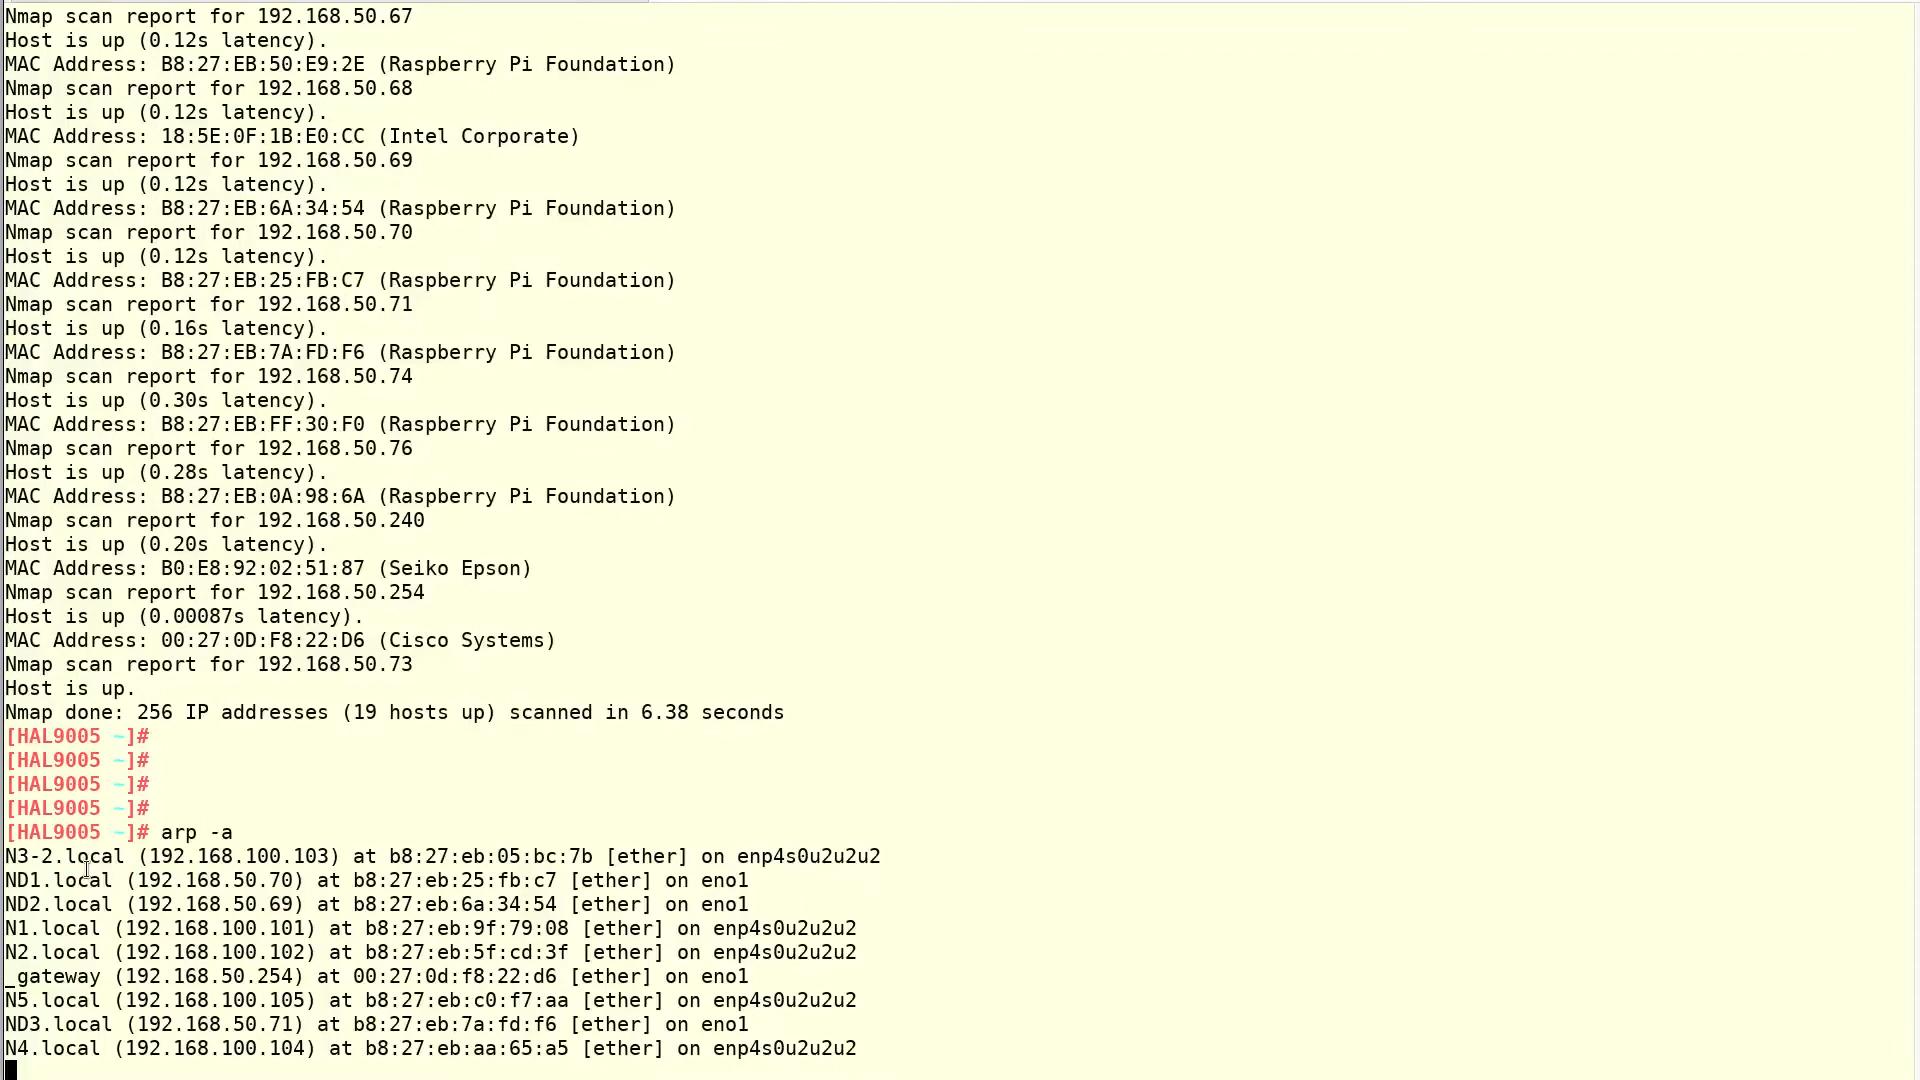 Nmap scan report for 192.168.50.67
Host is up (0.12s latency).
MAC Address: B8:27:EB:50:E9:2E (Raspberry Pi Foundation)
Nmap scan report for 192.168.50.68
Host is up (0.12s latency).
MAC Address: 18:5E:0F:1B:E0:CC (Intel Corporate)
Nmap scan report for 192.168.50.69
Host is up (0.12s latency).
MAC Address: B8:27:EB:6A:34:54 (Raspberry Pi Foundation)
Nmap scan report for 192.168.50.70
Host is up (0.12s latency).
MAC Address: B8:27:EB:25:FB:C7 (Raspberry Pi Foundation)
Nmap scan report for 192.168.50.71
Host is up (0.16s latency).
MAC Address: B8:27:EB:7A:FD:F6 (Raspberry Pi Foundation)
Nmap scan report for 192.168.50.74
Host is up (0.30s latency).
MAC Address: B8:27:EB:FF:30:F0 (Raspberry Pi Foundation)
Nmap scan report for 192.168.50.76
Host is up (0.28s latency).
MAC Address: B8:27:EB:0A:98:6A (Raspberry Pi Foundation)
Nmap scan report for 192.168.50.240
Host is up (0.20s latency).
MAC Address: B0:E8:92:02:51:87 (Seiko Epson)
Nmap scan report for 192.168.50.254
Host is up (0.00087s latency).
MAC Address: 00:27:0D:F8:22:D6 (Cisco Systems)
Nmap scan report for 192.168.50.73
Host is up.
Nmap done: 256 IP addresses (19 hosts up) scanned in 6.38 seconds
[HAL9005 ~]#
[HAL9005 ~]#
[HAL9005 ~]#
[HAL9005 ~]#
[HAL9005 ~]# arp -a
N3-2.local (192.168.100.103) at b8:27:eb:05:bc:7b [ether] on enp4s0u2u2u2
ND1.local (192.168.50.70) at b8:27:eb:25:fb:c7 [ether] on eno1
ND2.local (192.168.50.69) at b8:27:eb:6a:34:54 [ether] on eno1
N1.local (192.168.100.101) at b8:27:eb:9f:79:08 [ether] on enp4s0u2u2u2
N2.local (192.168.100.102) at b8:27:eb:5f:cd:3f [ether] on enp4s0u2u2u2
_gateway (192.168.50.254) at 00:27:0d:f8:22:d6 [ether] on eno1
N5.local (192.168.100.105) at b8:27:eb:c0:f7:aa [ether] on enp4s0u2u2u2
ND3.local (192.168.50.71) at b8:27:eb:7a:fd:f6 [ether] on eno1
N4.local (192.168.100.104) at b8:27:eb:aa:65:a5 [ether] on enp4s0u2u2u2